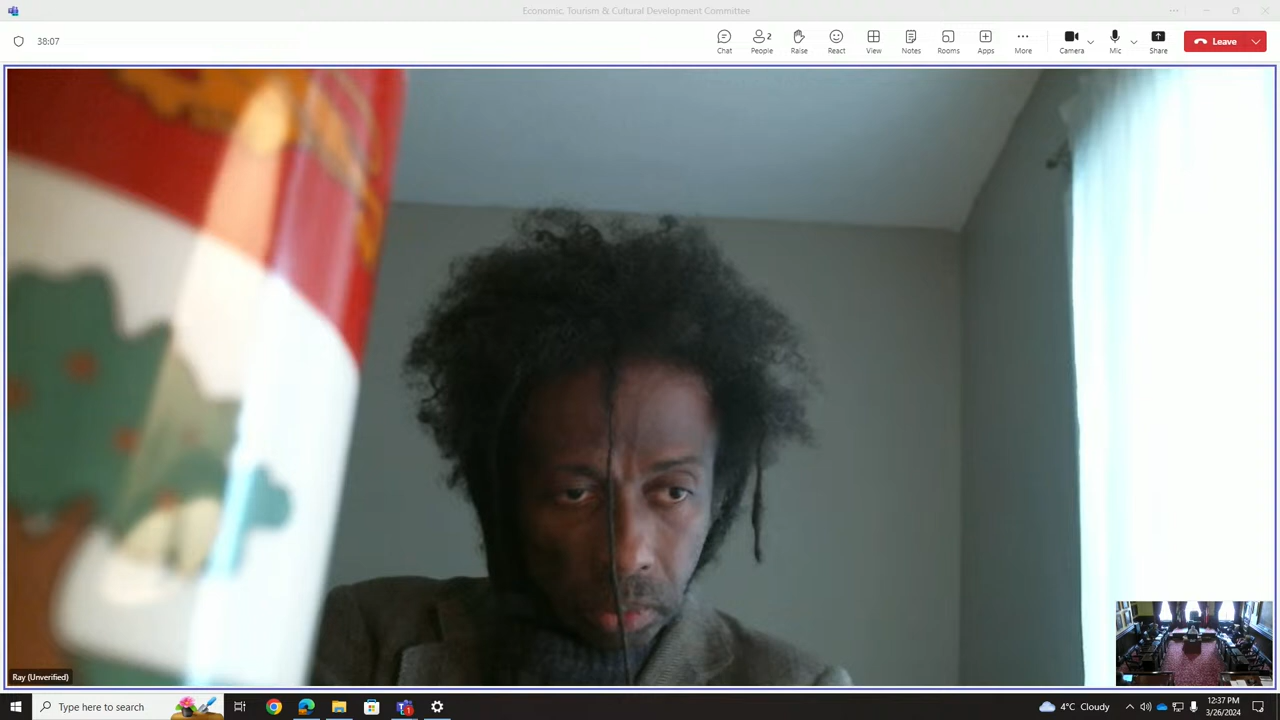 Economic, Tourism & Cultural Development Committee
38:07
Chat
People
2
Raise
React
View
Notes
Rooms
Apps
More
Camera
Mic
Share
Leave
Ray (Unverified)
Type here to search
1
4°C Cloudy
12:37 PM
3/26/2024